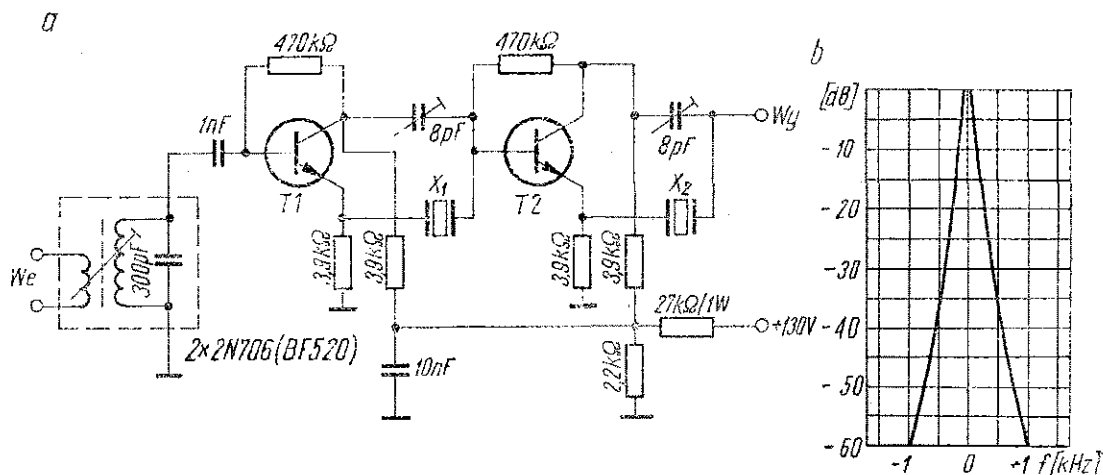 a
470kΩ
470kΩ
b
[dB]
1nF
8pF
8pF
Wy
-10
T1
X₁
T2
X₂
-20
We
300pF
3,9kΩ
3,9kΩ
3,9kΩ
3,9kΩ
-30
27kΩ/1W
+130V
-40
2×2N706(BF520)
10nF
2,2kΩ
-50
-60
-1
0
+1 f[kHz]